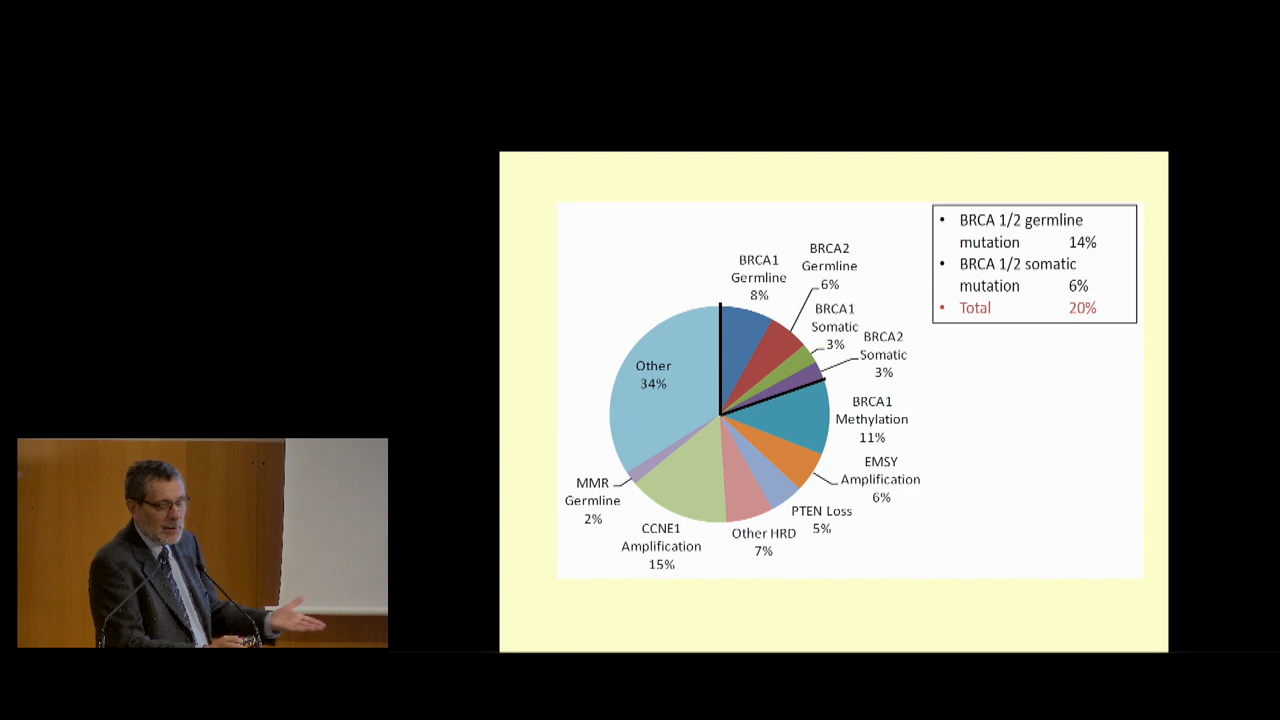 • BRCA 1/2 germline
mutation 14%
• BRCA 1/2 somatic
mutation 6%
• Total 20%
BRCA1
Germline
8%
BRCA2
Germline
6%
BRCA1
Somatic
3%
BRCA2
Somatic
3%
BRCA1
Methylation
11%
EMSY
Amplification
6%
PTEN Loss
5%
Other HRD
7%
CCNE1
Amplification
15%
MMR
Germline
2%
Other
34%